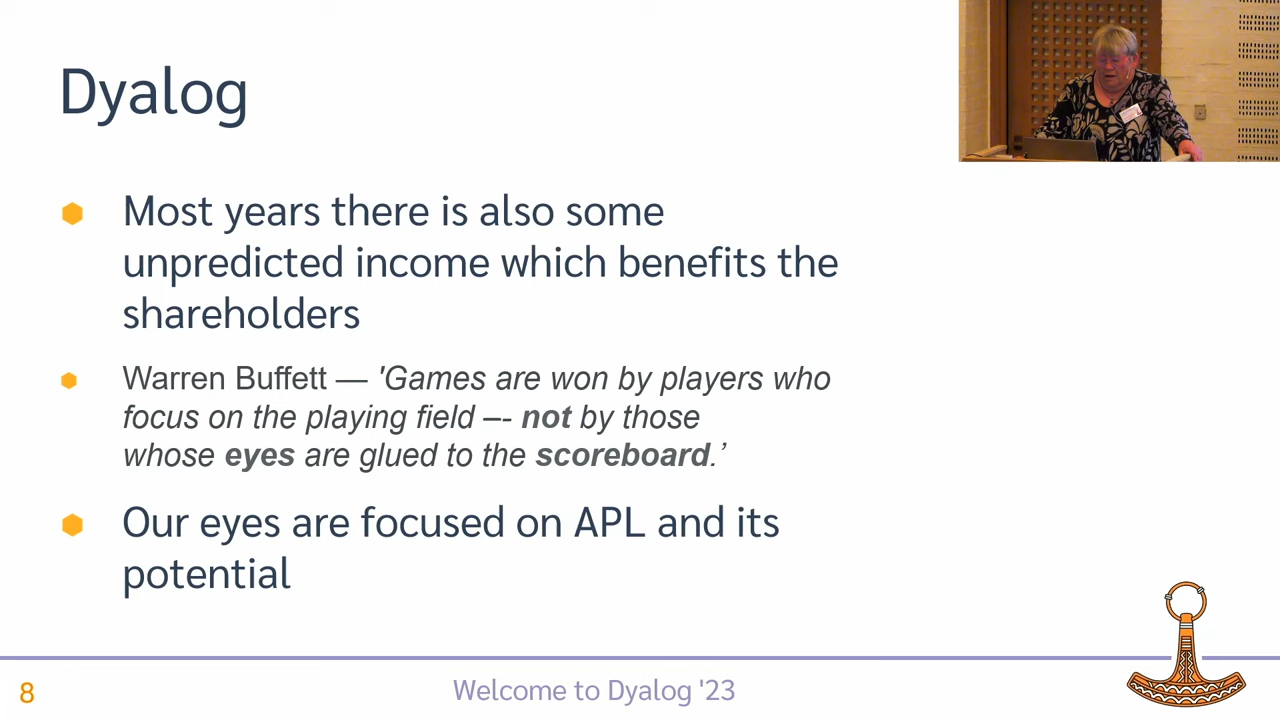 Dyalog
Most years there is also some
unpredicted income which benefits the
shareholders
Warren Buffett — 'Games are won by players who
focus on the playing field –- not by those
whose eyes are glued to the scoreboard.’
Our eyes are focused on APL and its
potential
8
Welcome to Dyalog '23